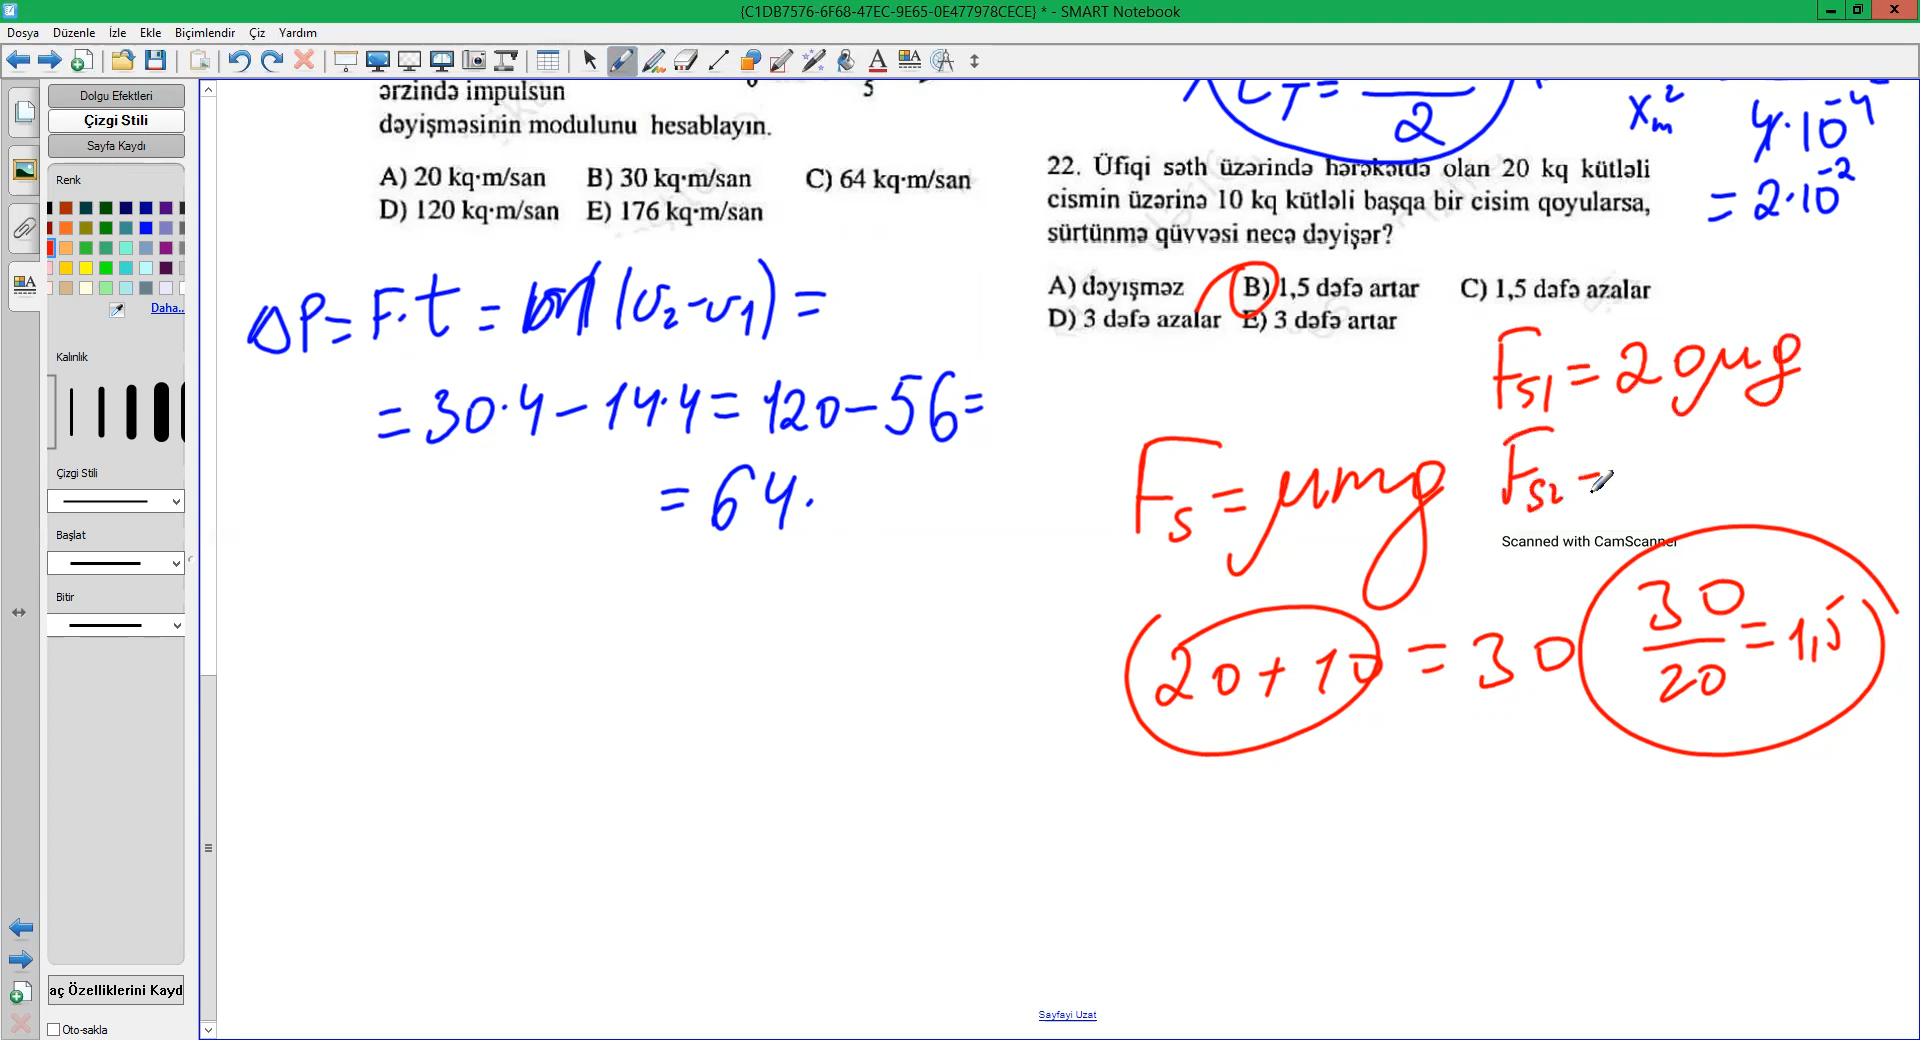 {C1DB7576-6F68-47EC-9E65-0E477978CECE} * - SMART Notebook
Dosya Düzenle İzle Ekle Biçimlendir Çiz Yardım
Dolgu Efektleri
Çizgi Stili
Sayfa Kaydı
Renk
Daha..
Kalınlık
Çizgi Stili
Başlat
Bitir
aç Özelliklerini Kayd
Oto-sakla
ərzində impulsun
5
dəyişməsinin modulunu hesablayın.
A) 20 kq·m/san B) 30 kq·m/san C) 64 kq·m/san
D) 120 kq·m/san E) 176 kq·m/san
ΔP = F·t = (υ₂-υ₁) =
= 30·4 - 14·4 = 120 - 56 =
= 64.
T = 2
Xm² 4·10⁻⁴
= 2·10⁻²
22. Üfiqi səth üzərində hərəkətdə olan 20 kq kütləli
cismin üzərinə 10 kq kütləli başqa bir cisim qoyularsa,
sürtünmə qüvvəsi necə dəyişər?
A) dəyışməz B) 1,5 dəfə artar C) 1,5 dəfə azalar
D) 3 dəfə azalar E) 3 dəfə artar
Fs1 = 20μg
Fs = μmg
Fs2 =
Scanned with CamScanner
20 + 10 = 30
30/20 = 1,5
Sayfayi Uzat